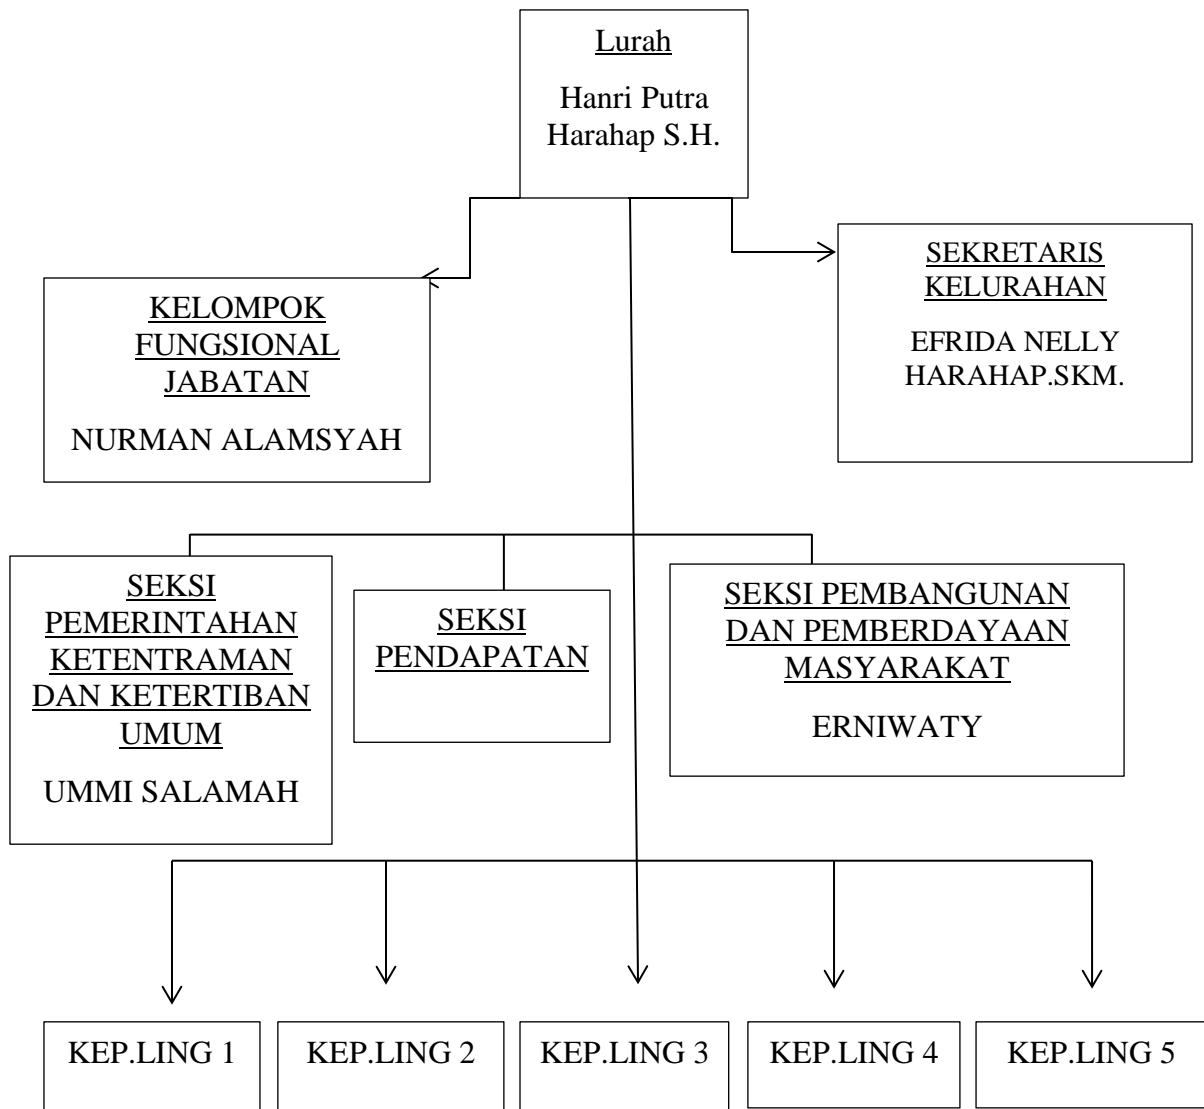 Lurah
Hanri Putra
Harahap S.H.
SEKRETARIS
KELURAHAN
EFRIDA NELLY
HARAHAP.SKM.
KELOMPOK
FUNGSIONAL
JABATAN
NURMAN ALAMSYAH
SEKSI
PEMERINTAHAN
KETENTRAMAN
DAN KETERTIBAN
UMUM
UMMI SALAMAH
SEKSI
PENDAPATAN
SEKSI PEMBANGUNAN
DAN PEMBERDAYAAN
MASYARAKAT
ERNIWATY
KEP.LING 1
KEP.LING 2
KEP.LING 3
KEP.LING 4
KEP.LING 5